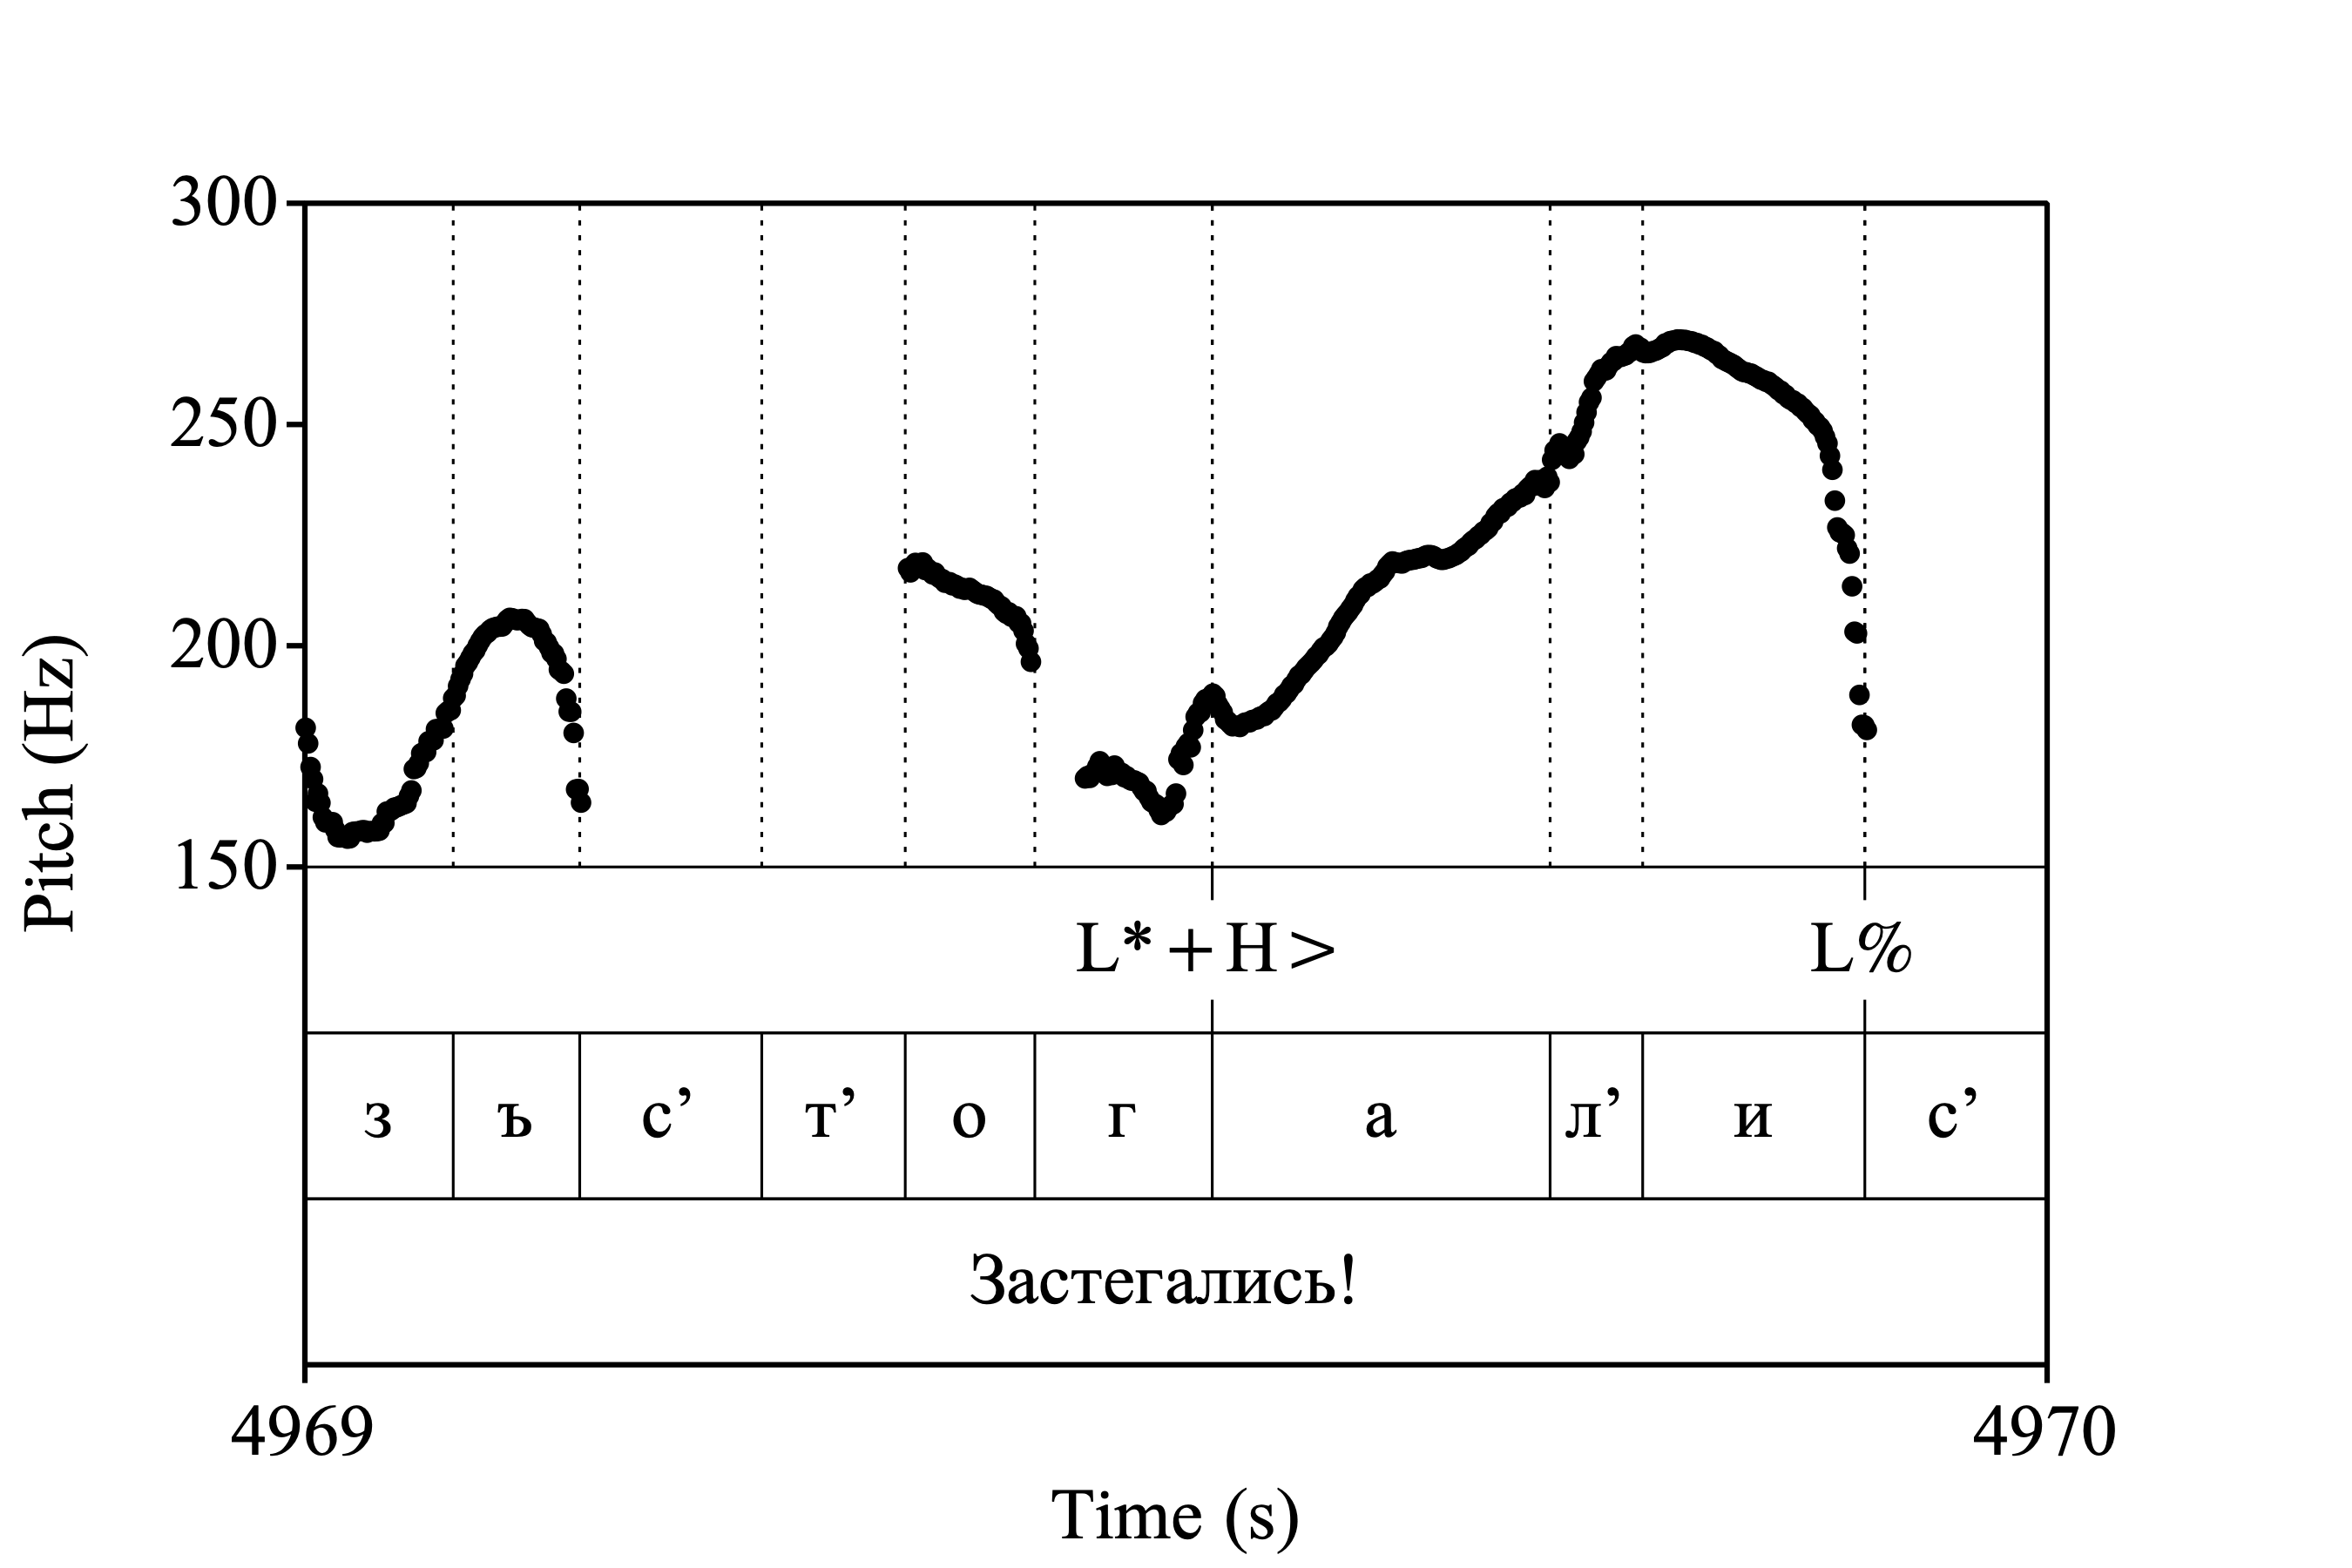 300
250
200
150
Pitch (Hz)
L*+H> L%
з ъ с’ т’ о г а л’ и с’
Застегались!
4969 4970
Time (s)